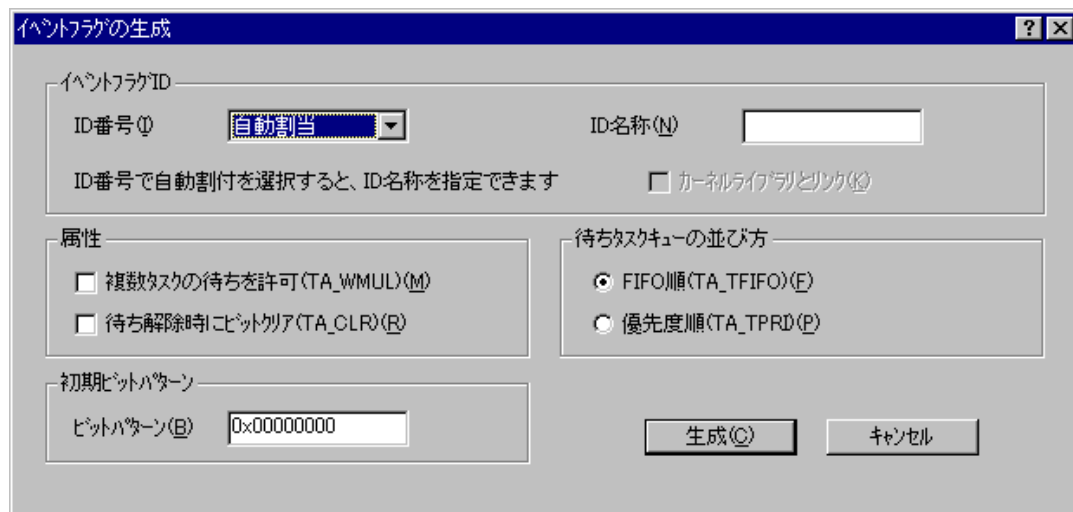 イベントフラグの生成
イベントフラグID
ID番号(I) 自動割当 ID名称(N)
ID番号で自動割付を選択すると、ID名称を指定できます カーネルライブラリとリンク(K)
属性
複数タスクの待ちを許可(TA_WMUL)(M)
待ち解除時にビットクリア(TA_CLR)(R)
待ちタスクキューの並び方
FIFO順(TA_TFIFO)(F)
優先度順(TA_TPRI)(P)
初期ビットパターン
ビットパターン(B) 0x00000000
生成(C) キャンセル